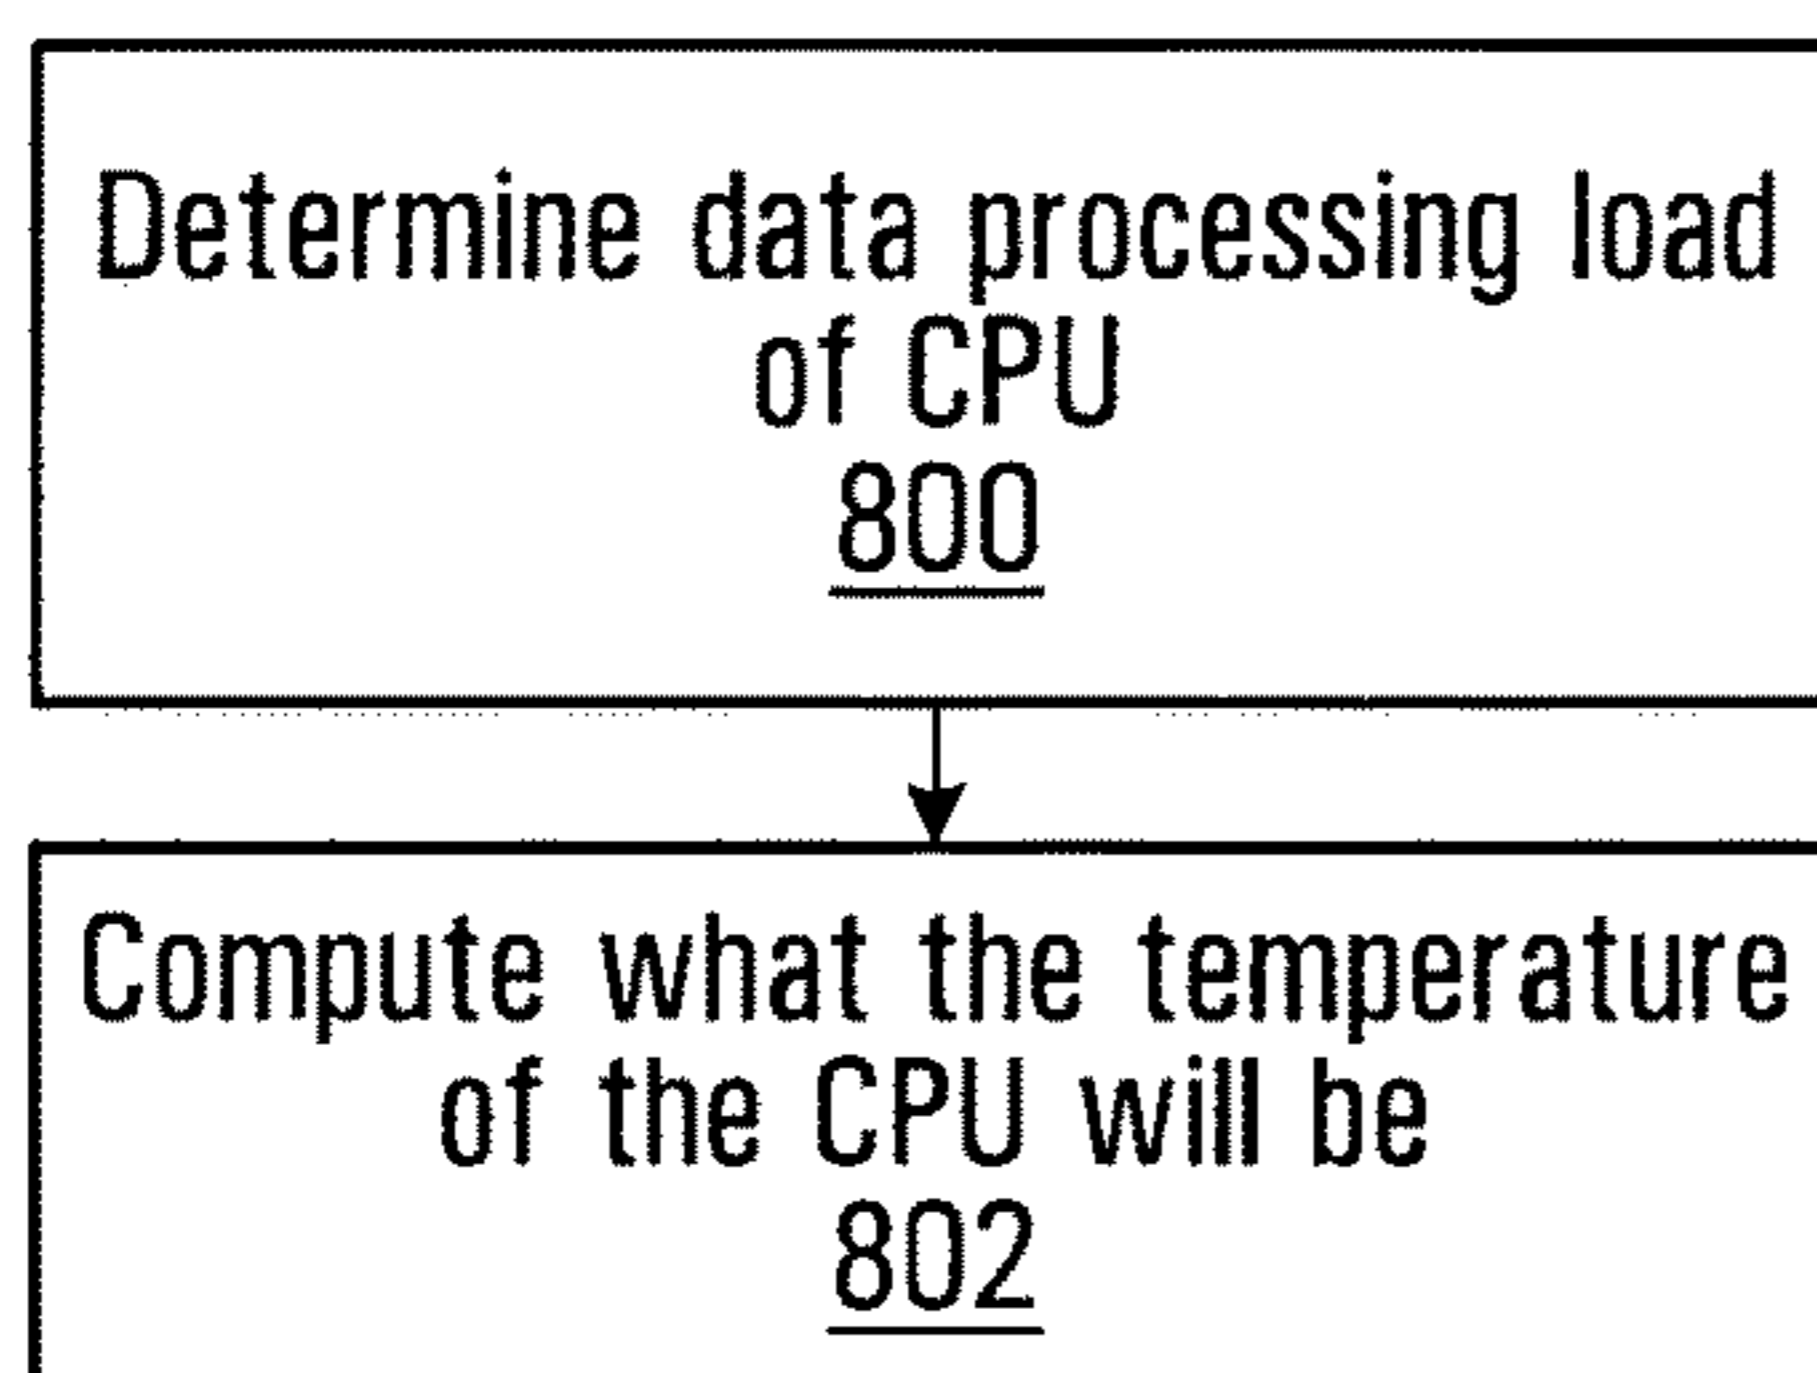 Determine data processing load
of CPU
800
Compute what the temperature
of the CPU will be
802